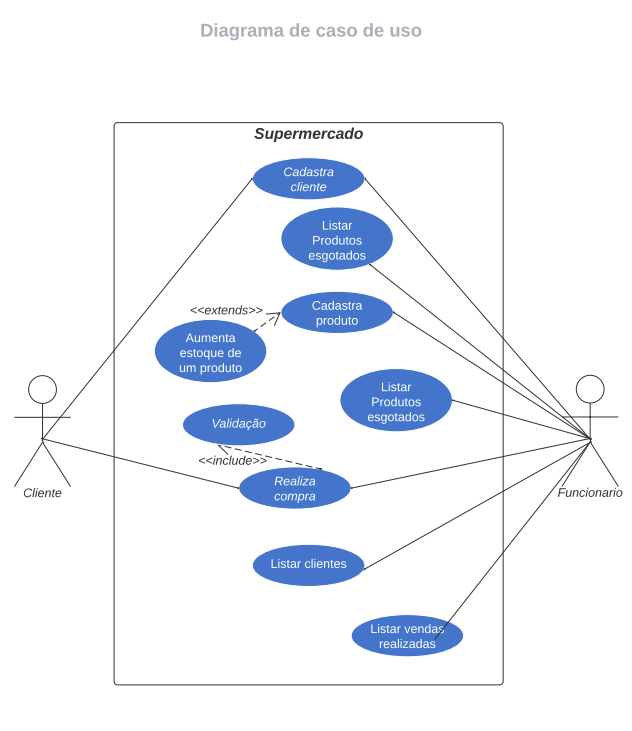 Diagrama de caso de uso
Supermercado
Cadastra
cliente
Listar
Produtos
esgotados
<<extends>>
Cadastra
produto
Aumenta
estoque de
um produto
Listar
Produtos
esgotados
Validação
<<include>>
Realiza
compra
Cliente
Funcionario
Listar clientes
Listar vendas
realizadas